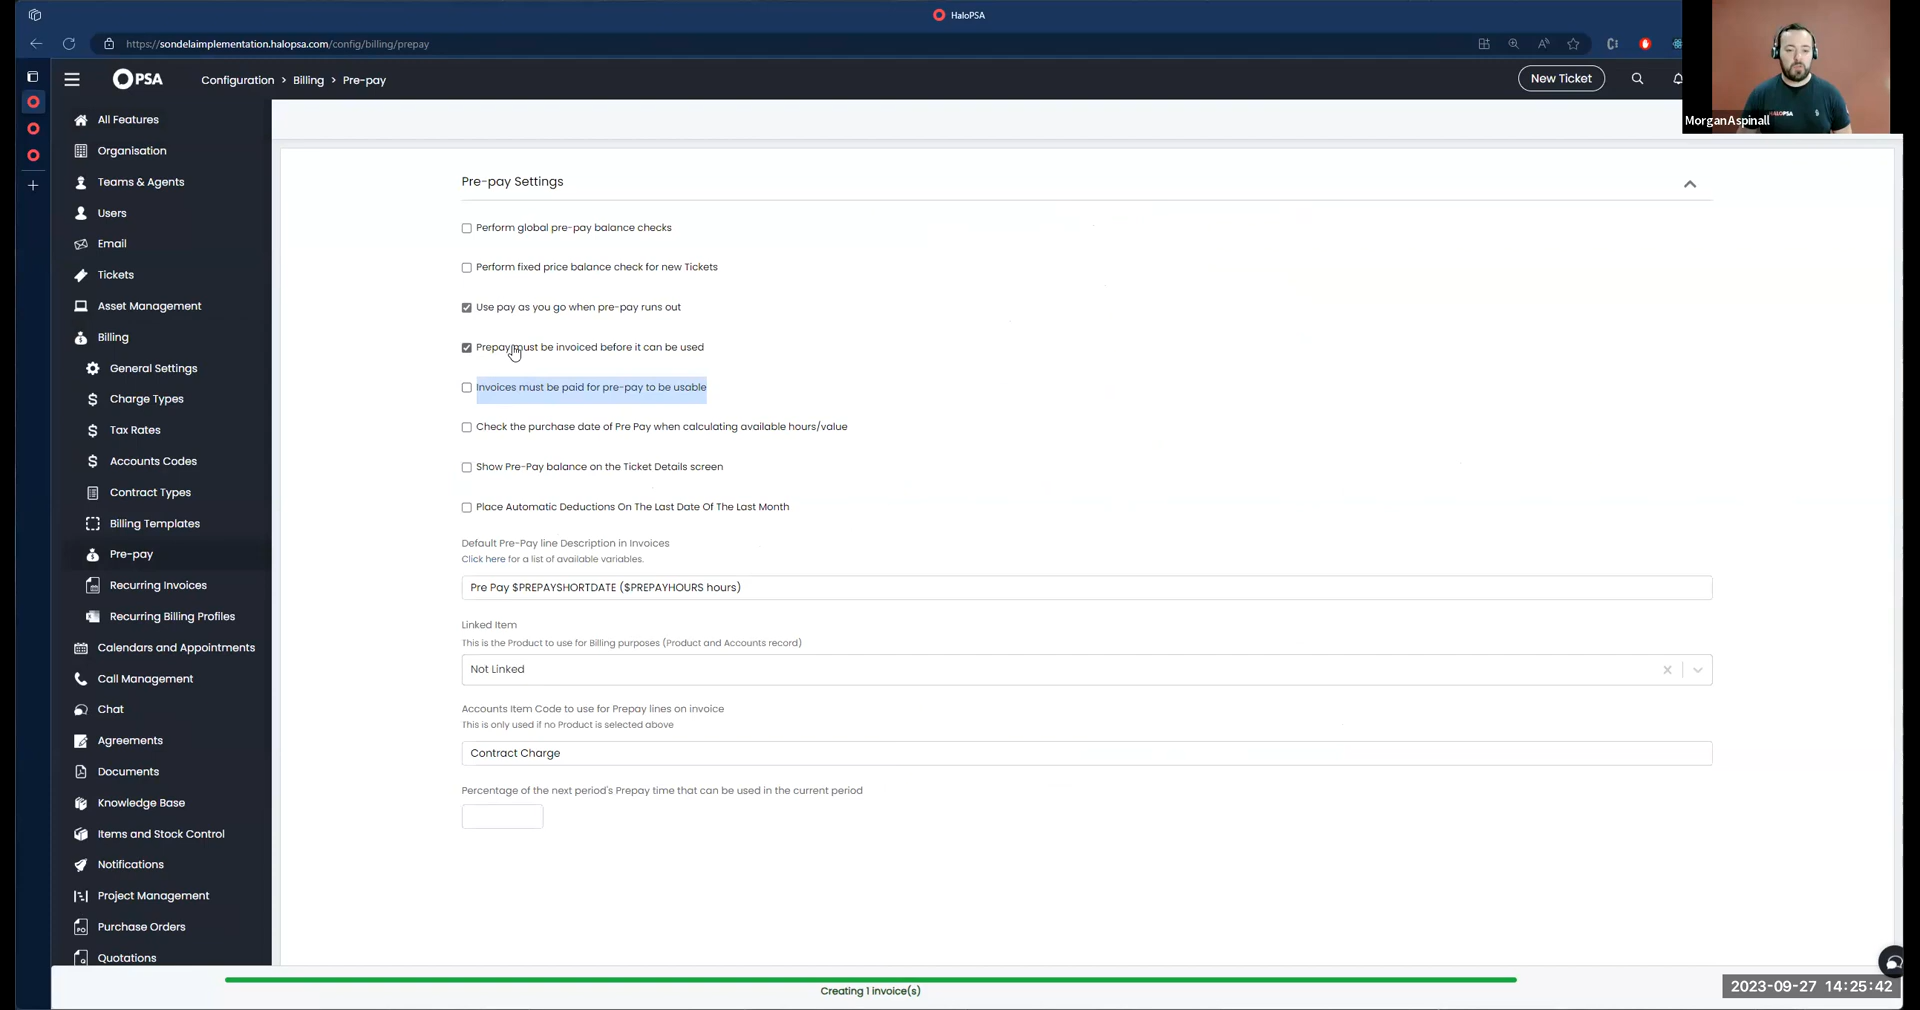 HaloPSA
https://sondelaimplementation.halopsa.com/config/billing/prepay
PSA
Configuration > Billing > Pre-pay
New Ticket
Morgan Aspinall
All Features
Organisation
Teams & Agents
Users
Email
Tickets
Asset Management
Billing
General Settings
Charge Types
Tax Rates
Accounts Codes
Contract Types
Billing Templates
Pre-pay
Recurring Invoices
Recurring Billing Profiles
Calendars and Appointments
Call Management
Chat
Agreements
Documents
Knowledge Base
Items and Stock Control
Notifications
Project Management
Purchase Orders
Quotations
Pre-pay Settings
Perform global pre-pay balance checks
Perform fixed price balance check for new Tickets
Use pay as you go when pre-pay runs out
Prepay must be invoiced before it can be used
Invoices must be paid for pre-pay to be usable
Check the purchase date of Pre Pay when calculating available hours/value
Show Pre-Pay balance on the Ticket Details screen
Place Automatic Deductions On The Last Date Of The Last Month
Default Pre-Pay line Description in Invoices
Click here for a list of available variables.
Pre Pay $PREPAYSHORTDATE ($PREPAYHOURS hours)
Linked Item
This is the Product to use for Billing purposes (Product and Accounts record)
Not Linked
Accounts Item Code to use for Prepay lines on invoice
This is only used if no Product is selected above
Contract Charge
Percentage of the next period's Prepay time that can be used in the current period
Creating 1 invoice(s)
2023-09-27 14:25:42